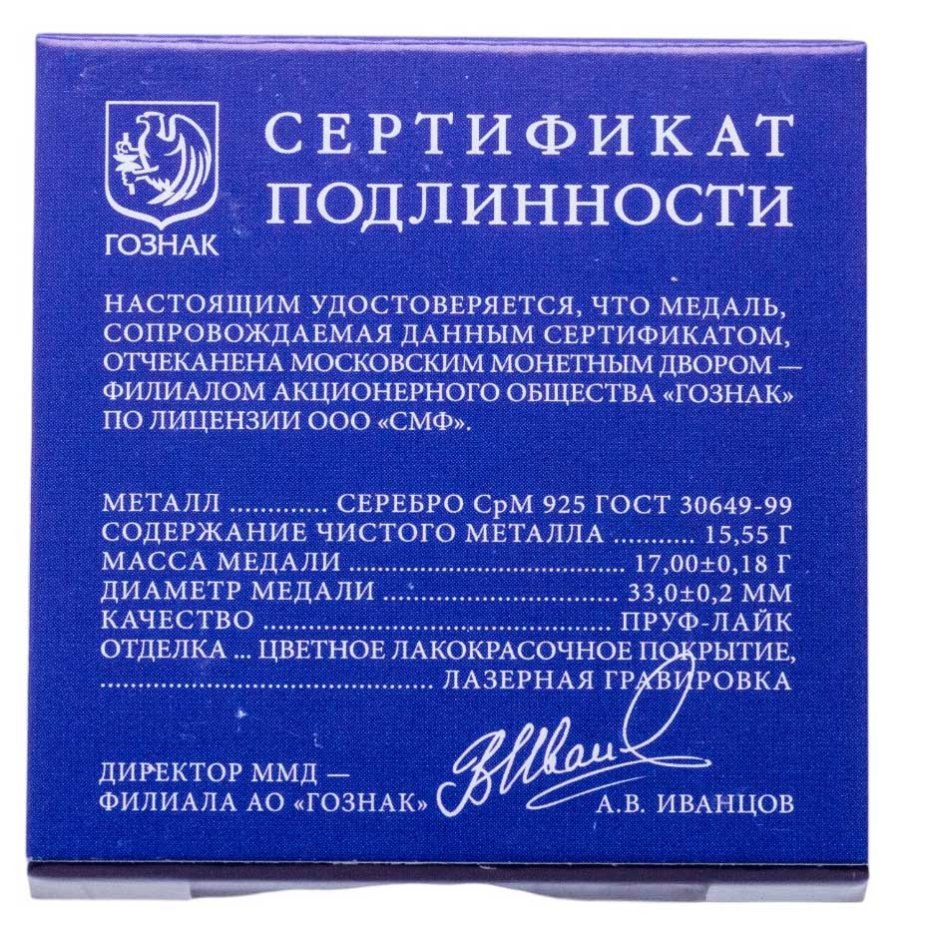 СЕРТИФИКАТ
ПОДЛИННОСТИ
ГОЗНАК
НАСТОЯЩИМ УДОСТОВЕРЯЕТСЯ, ЧТО МЕДАЛЬ,
СОПРОВОЖДАЕМАЯ ДАННЫМ СЕРТИФИКАТОМ,
ОТЧЕКАНЕНА МОСКОВСКИМ МОНЕТНЫМ ДВОРОМ —
ФИЛИАЛОМ АКЦИОНЕРНОГО ОБЩЕСТВА «ГОЗНАК»
ПО ЛИЦЕНЗИИ ООО «СМФ».
МЕТАЛЛ ............. СЕРЕБРО СрМ 925 ГОСТ 30649-99
СОДЕРЖАНИЕ ЧИСТОГО МЕТАЛЛА ........... 15,55 Г
МАССА МЕДАЛИ ..................................... 17,00±0,18 Г
ДИАМЕТР МЕДАЛИ ................................ 33,0±0,2 ММ
КАЧЕСТВО ............................................... ПРУФ-ЛАЙК
ОТДЕЛКА ... ЦВЕТНОЕ ЛАКОКРАСОЧНОЕ ПОКРЫТИЕ,
............................................. ЛАЗЕРНАЯ ГРАВИРОВКА
ДИРЕКТОР ММД —
ФИЛИАЛА АО «ГОЗНАК» А.В. ИВАНЦОВ